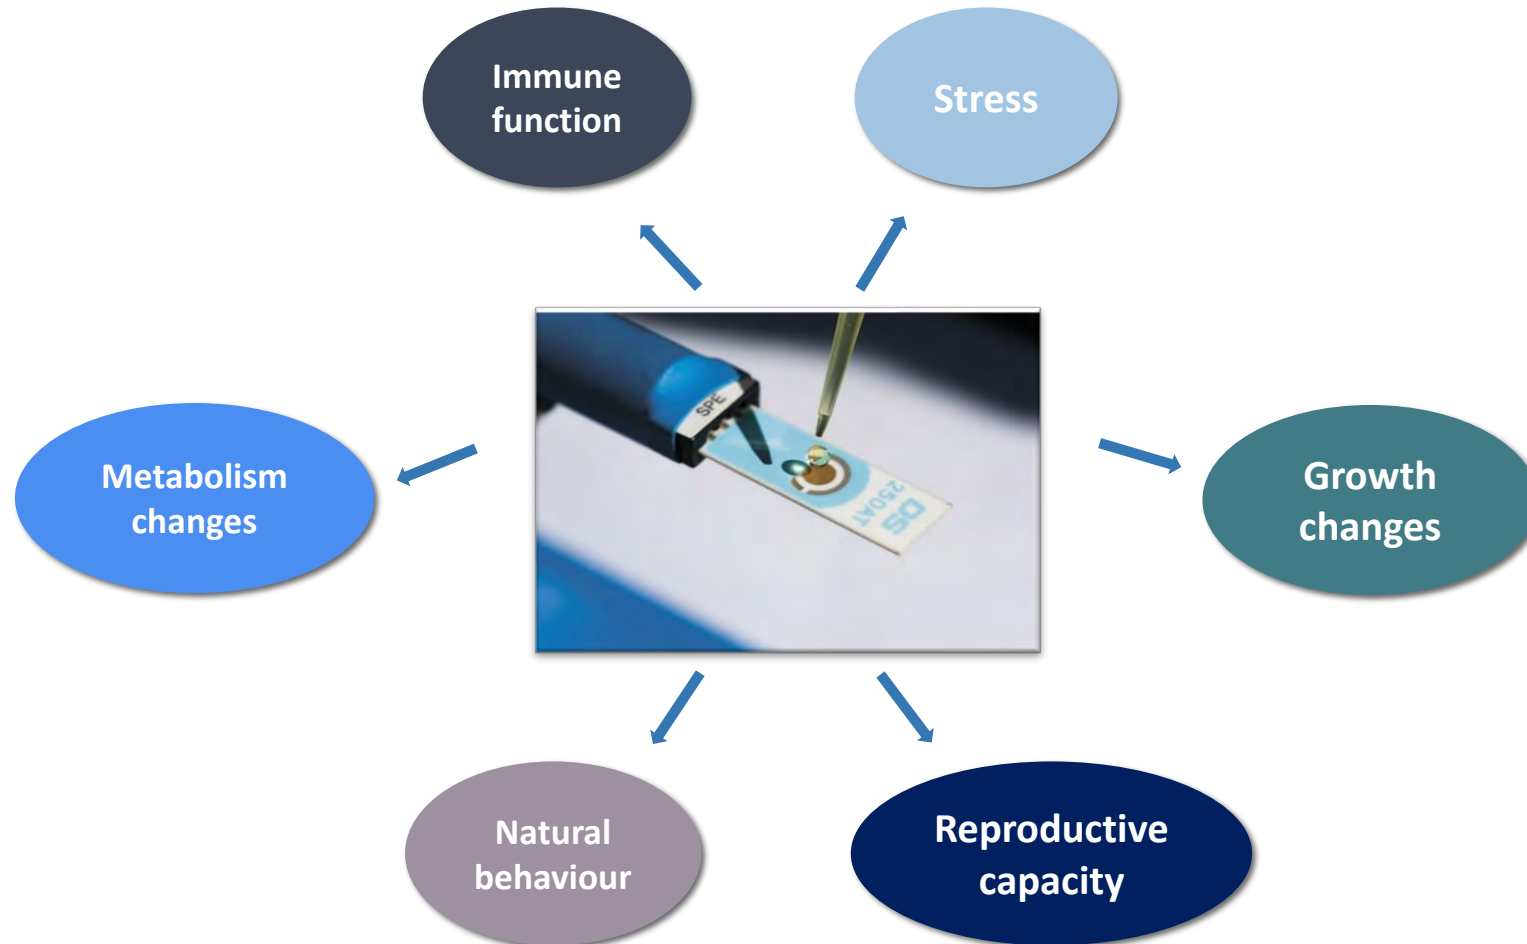 Immune
function
Stress
Metabolism
changes
SPE
DS
250AT
Growth
changes
Natural
behaviour
Reproductive
capacity